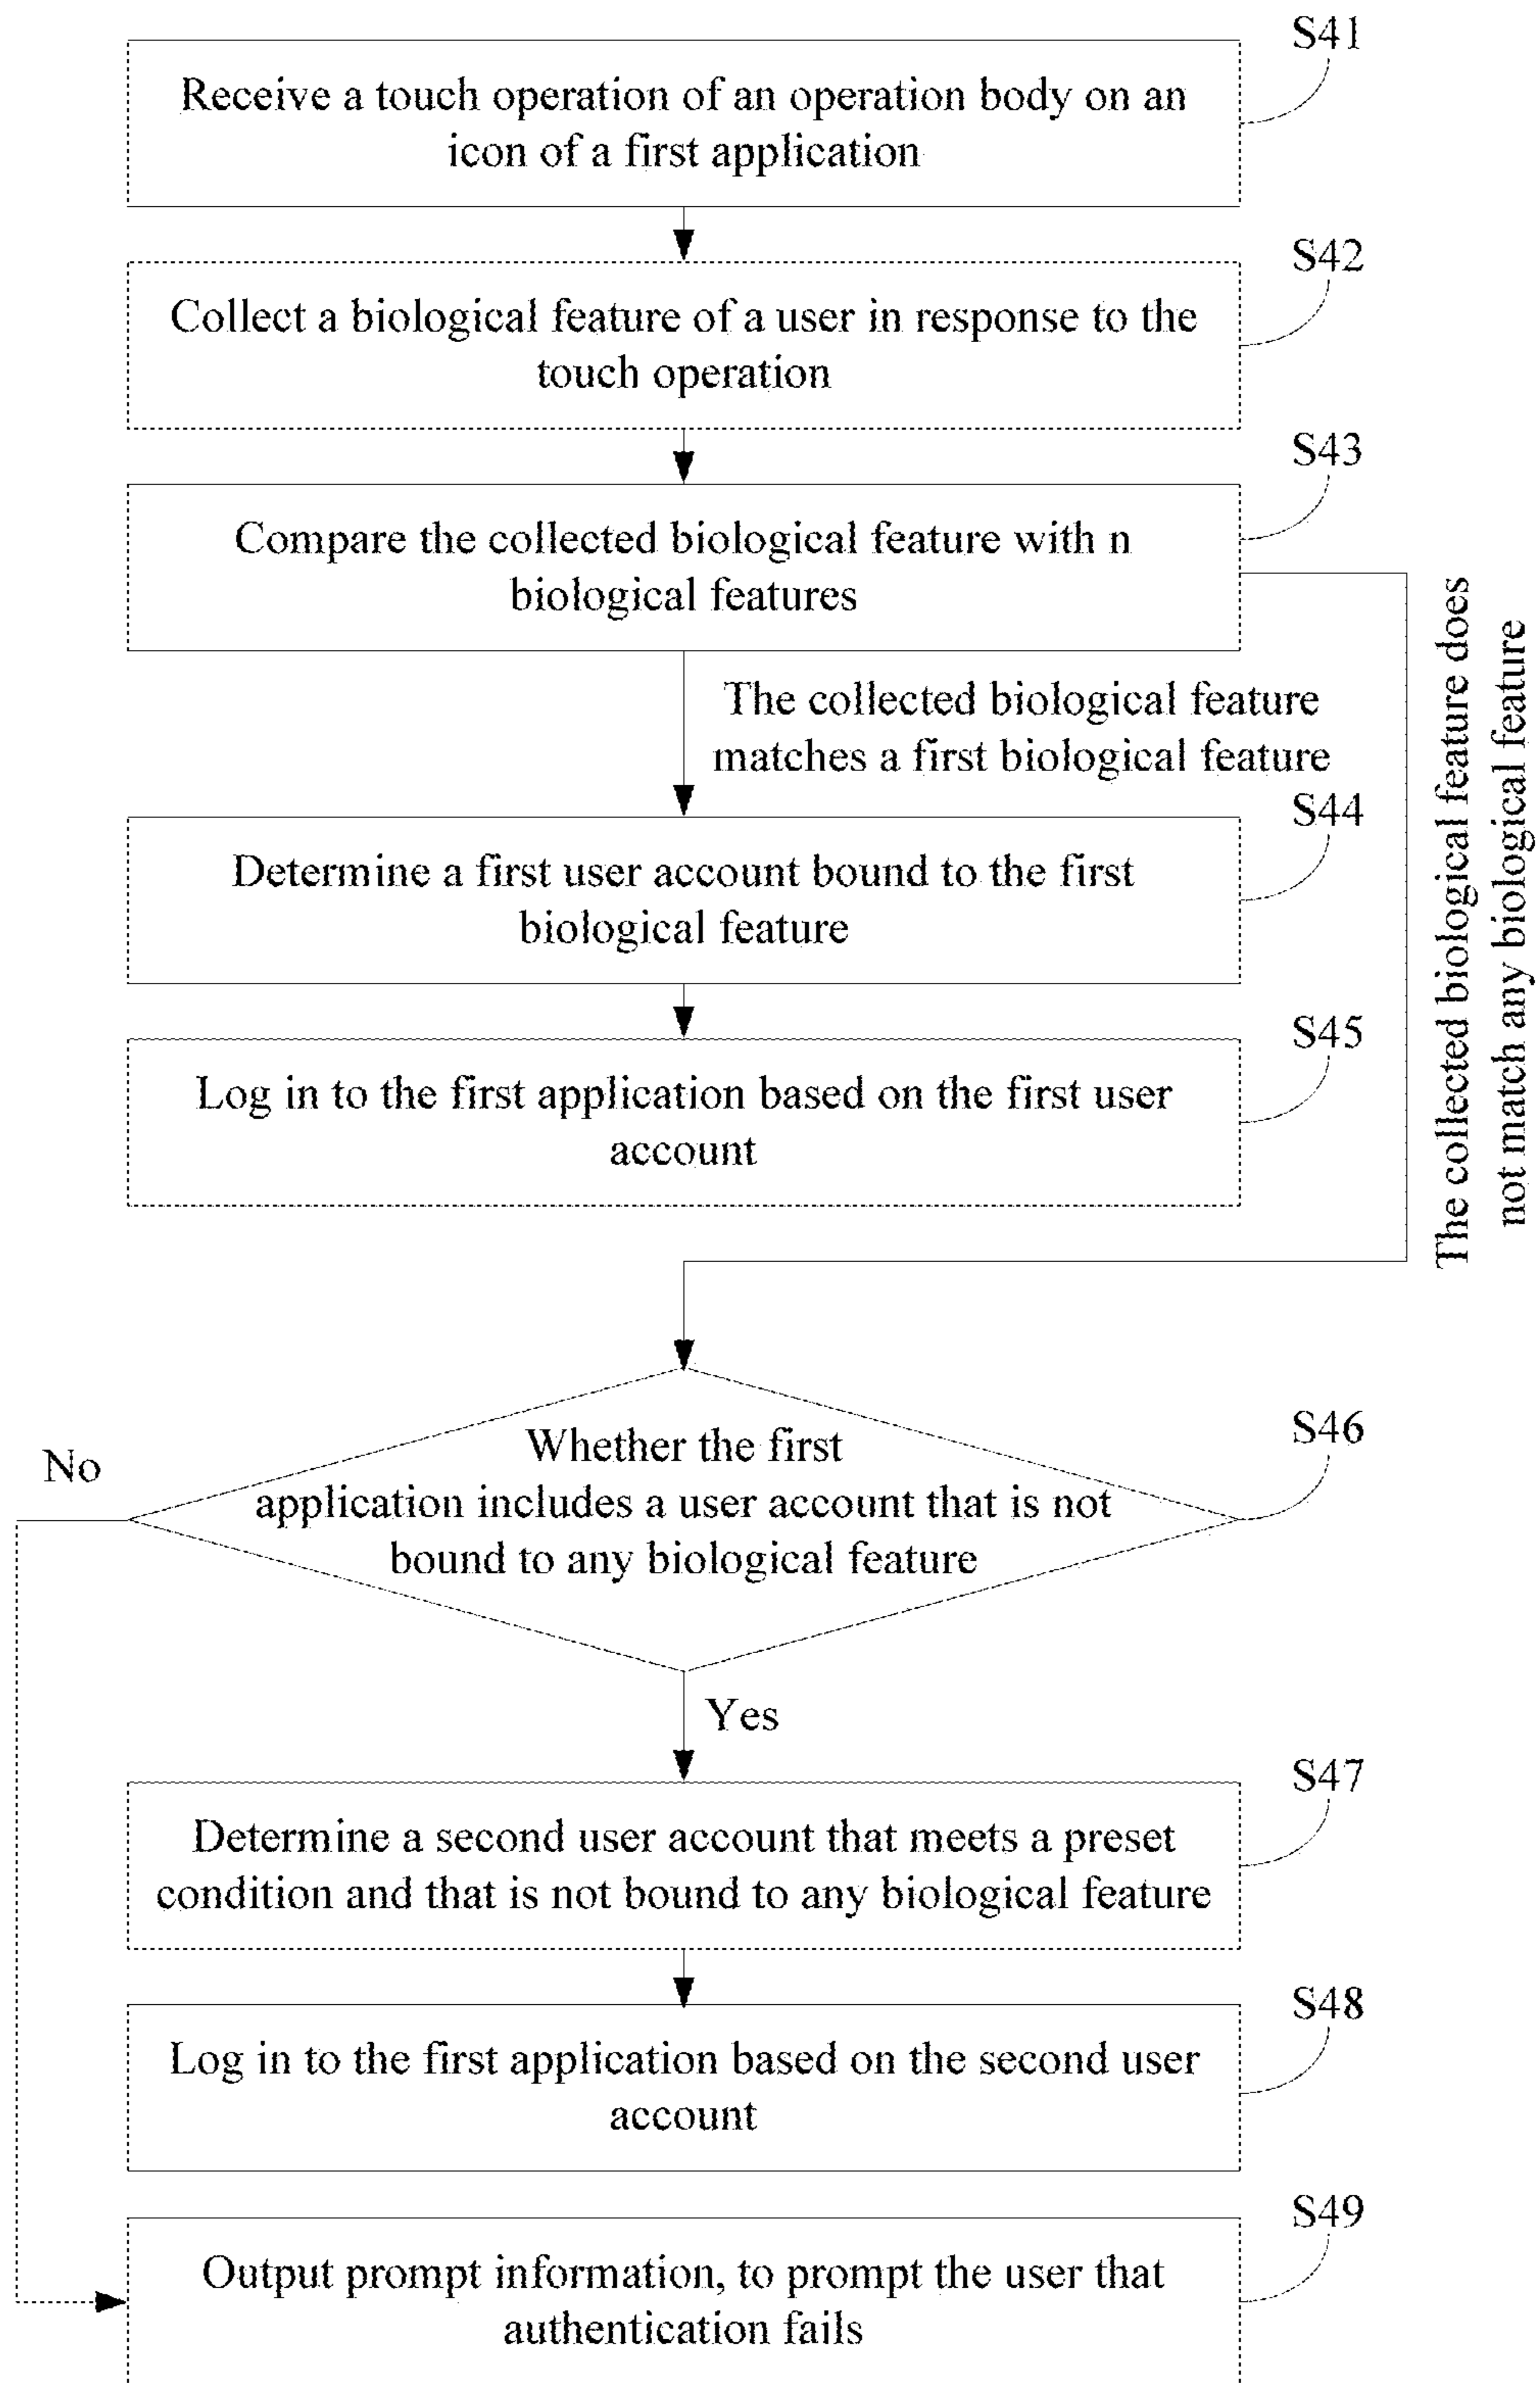 S41
Receive a touch operation of an operation body on an
icon of a first application
S42
Collect a biological feature of a user in response to the
touch operation
S43
Compare the collected biological feature with n
biological features
The collected biological feature does
not match any biological feature
The collected biological feature
matches a first biological feature
S44
Determine a first user account bound to the first
biological feature
S45
Log in to the first application based on the first user
account
S46
Whether the first
application includes a user account that is not
bound to any biological feature
No
Yes
S47
Determine a second user account that meets a preset
condition and that is not bound to any biological feature
S48
Log in to the first application based on the second user
account
S49
Output prompt information, to prompt the user that
authentication fails